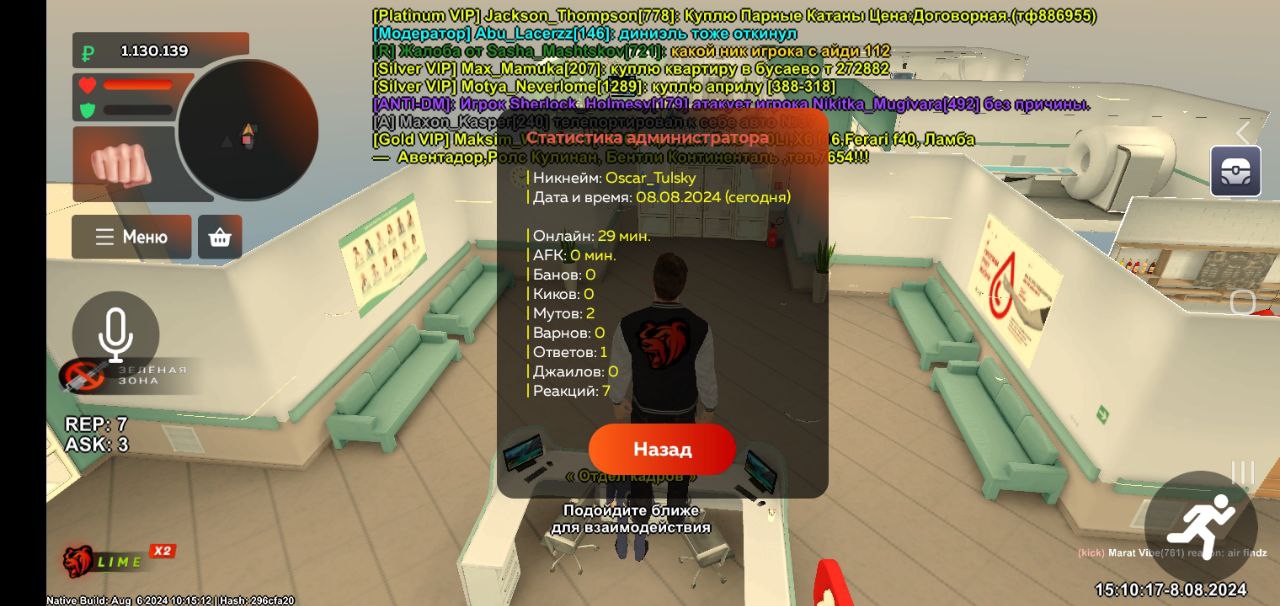 [Platinum VIP] Jackson_Thompson[778]: Куплю Парные Катаны Цена:Договорная.(тф886955)
[Модератор] Abu_Lacerzz[146]: диниэль тоже откинул
[R] Жалоба от Sasha_Mashtskov[721]: какой ник игрока с айди 112
[Silver VIP] Max_Mamuka[207]: куплю квартиру в бусаево т 272882
[Silver VIP] Motya_Neverlome[1289]: куплю априлу [388-318]
[ANTI-DM]: Игрок Sherlock_Holmesy[179] атакует игрока Nikitka_Mugivara[492] без причины.
[A] Maxon_Kasper[240] телепортировал к себе авто
[Gold VIP] Maksim_ Ferari f40, Ламба
— Авентадор,Ролс Кулинан, Бентли Континенталь ,тел,7654!!!
1.130.139
Меню
ЗЕЛЁНАЯ
ЗОНА
REP: 7
ASK: 3
Статистика администратора
Никнейм: Oscar_Tulsky
Дата и время: 08.08.2024 (сегодня)
Онлайн: 29 мин.
AFK: 0 мин.
Банов: 0
Киков: 0
Мутов: 2
Варнов: 0
Ответов: 1
Джаилов: 0
Реакций: 7
Назад
« Отдел кадров »
Подойдите ближе
для взаимодействия
LIME X2
(kick) Marat Vibe(761) reason: air findz
15:10:17-8.08.2024
Native Build: Aug 6 2024 10:15:12 | Hash: 296cfa20